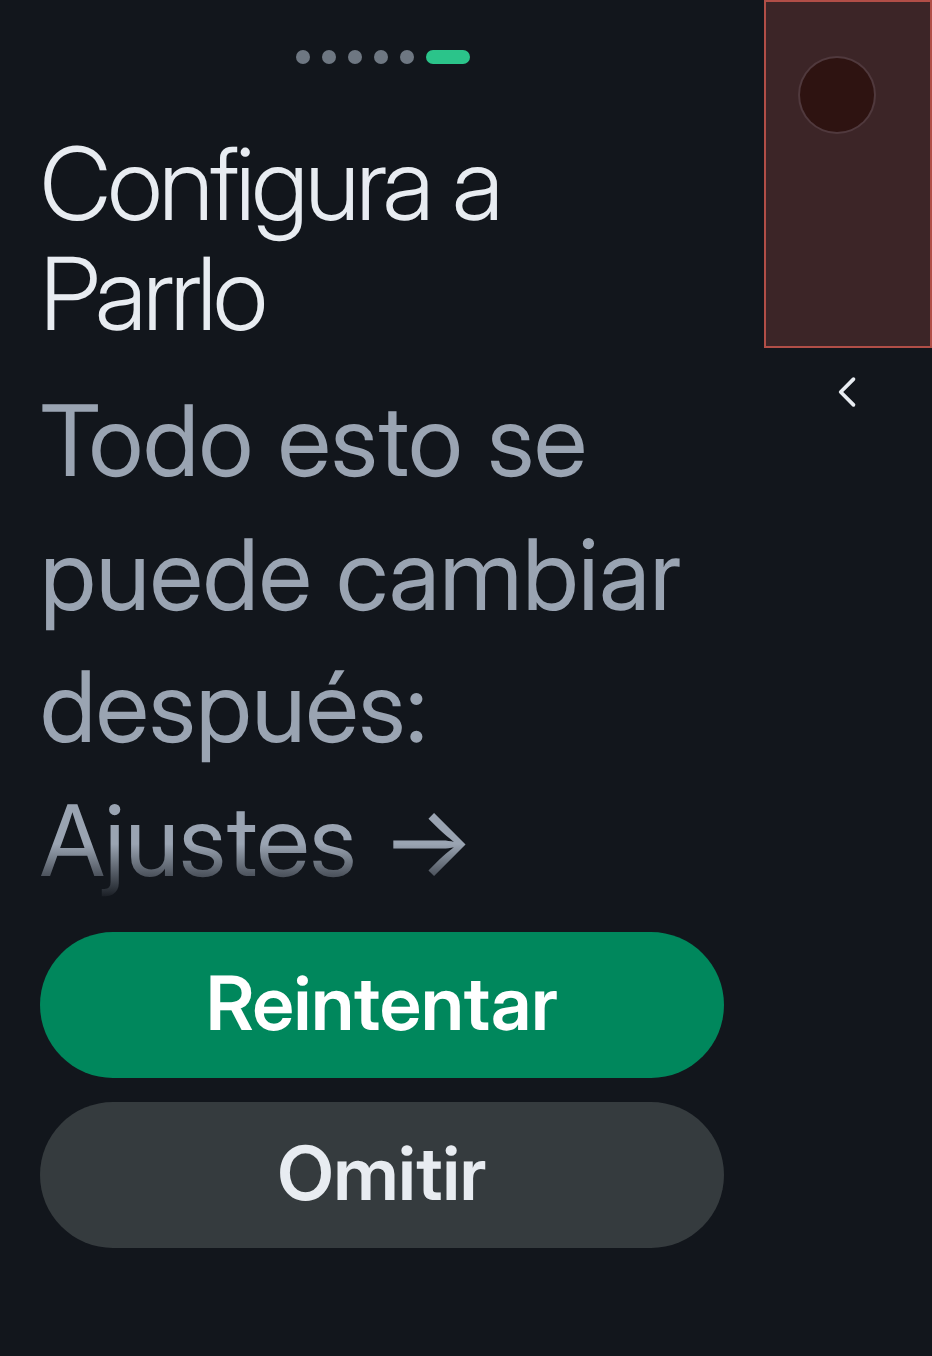 Configura a
Parrlo
Todo esto se
puede cambiar
después:
Ajustes →
Reintentar
Omitir